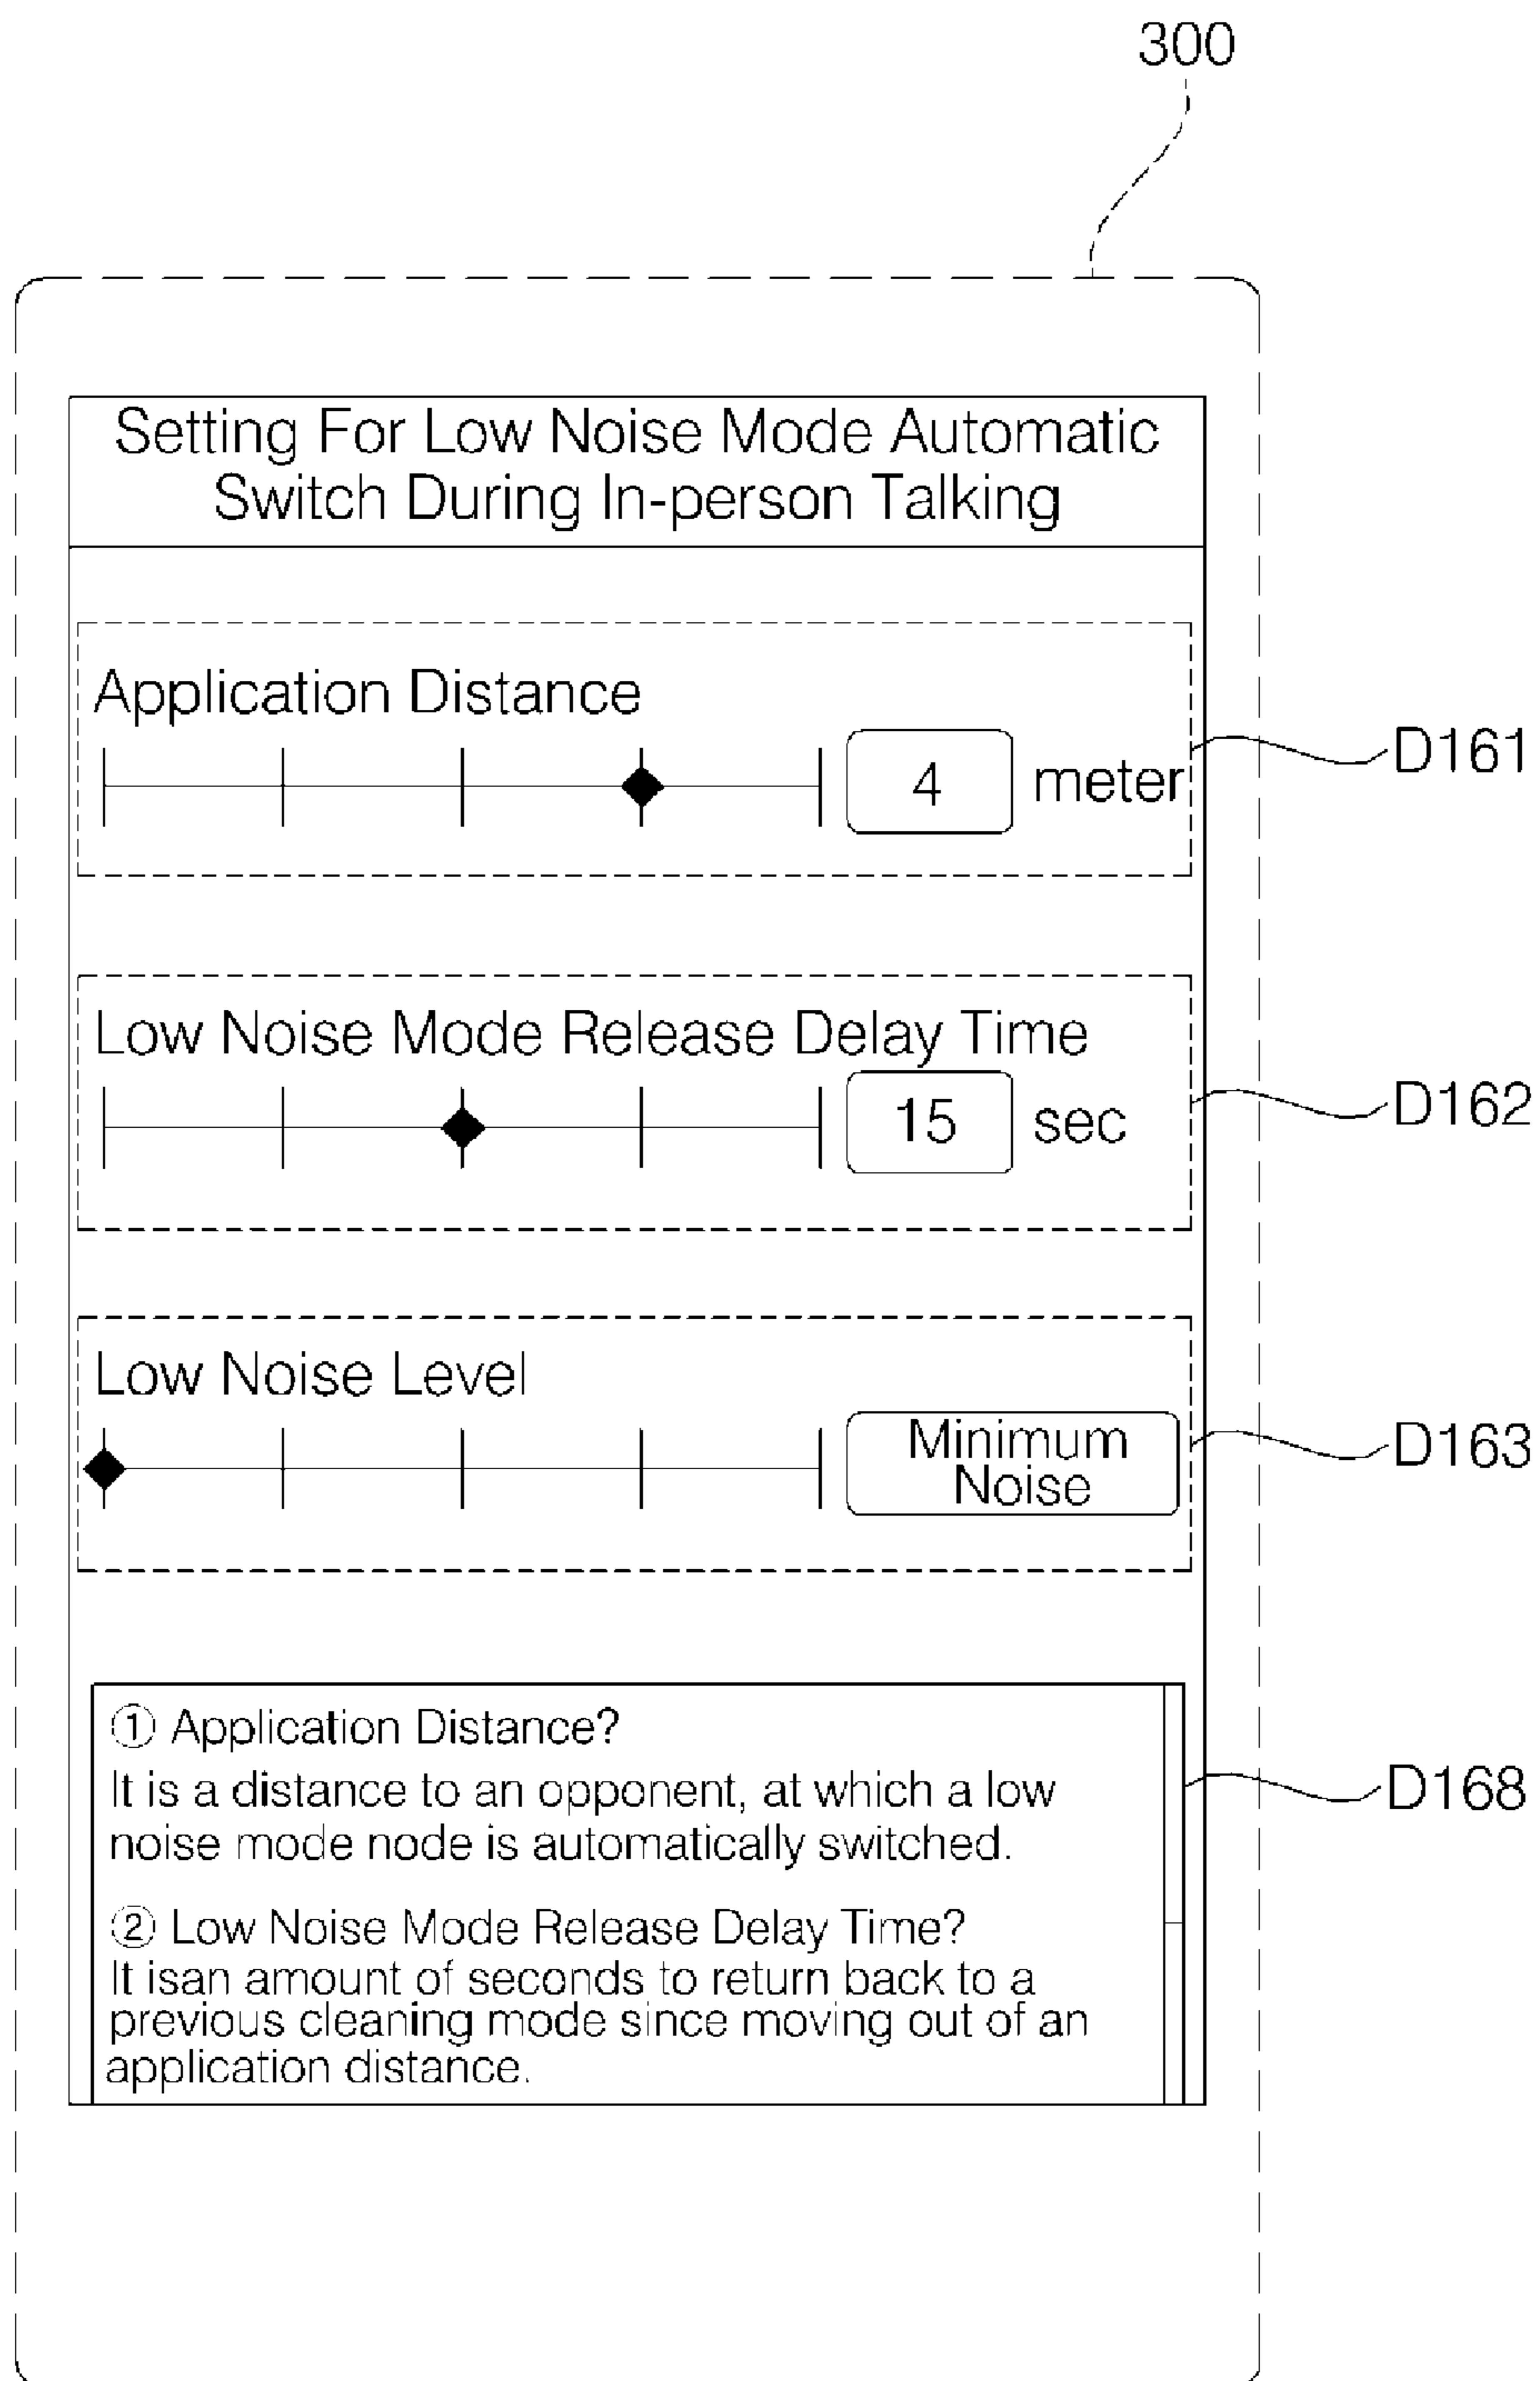 300
Setting For Low Noise Mode Automatic
Switch During In-person Talking
Application Distance
4 meter
D161
Low Noise Mode Release Delay Time
15 sec
D162
Low Noise Level
Minimum
Noise
D163
① Application Distance?
It is a distance to an opponent, at which a low
noise mode node is automatically switched.
D168
② Low Noise Mode Release Delay Time?
It isan amount of seconds to return back to a
previous cleaning mode since moving out of an
application distance.